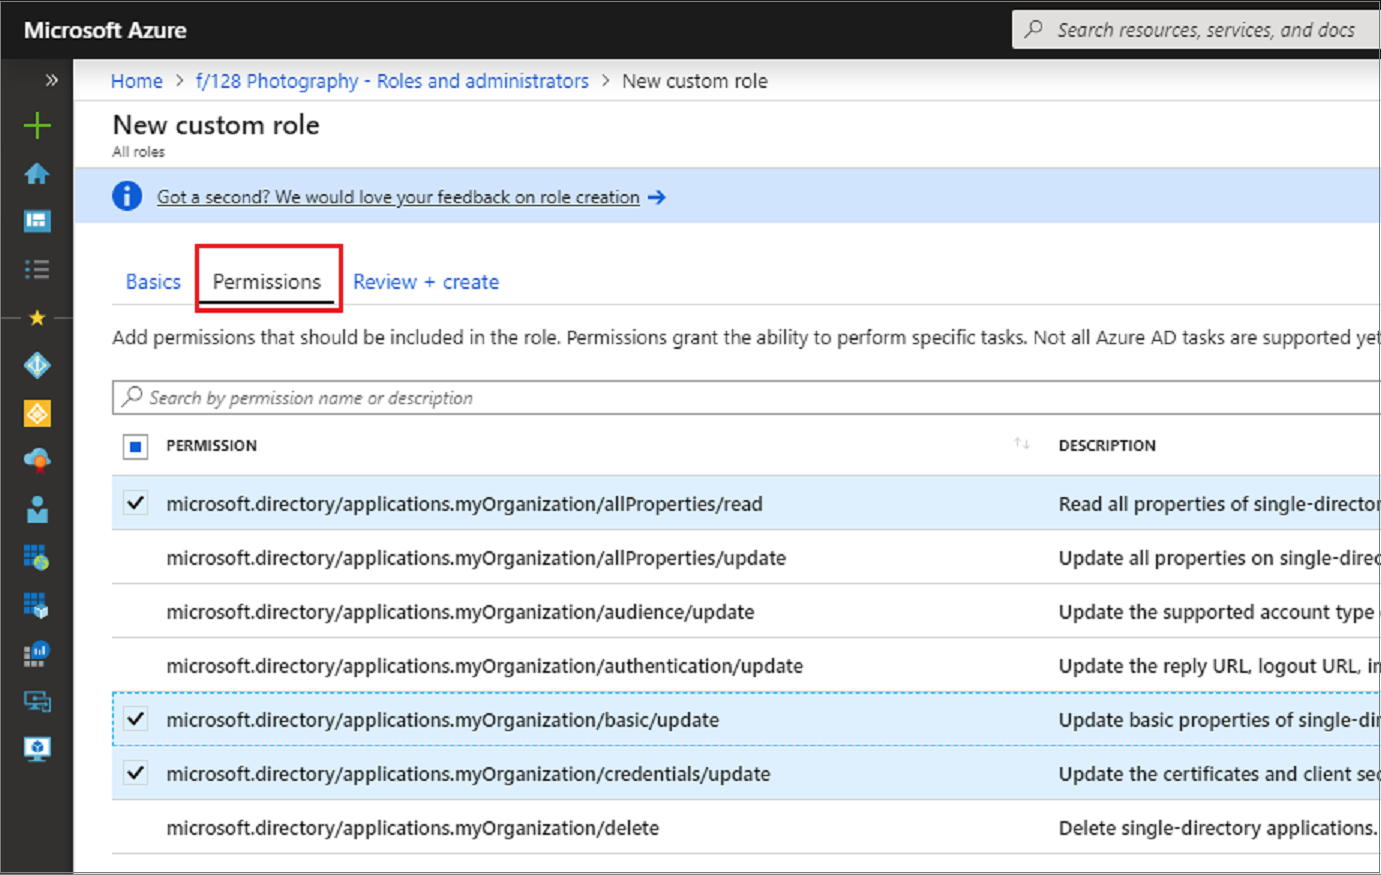 Microsoft Azure
Search resources, services, and docs
Home > f/128 Photography - Roles and administrators > New custom role
New custom role
All roles
Got a second? We would love your feedback on role creation →
Basics Permissions Review + create
Add permissions that should be included in the role. Permissions grant the ability to perform specific tasks. Not all Azure AD tasks are supported yet
Search by permission name or description
PERMISSION DESCRIPTION
microsoft.directory/applications.myOrganization/allProperties/read Read all properties of single-director
microsoft.directory/applications.myOrganization/allProperties/update Update all properties on single-direc
microsoft.directory/applications.myOrganization/audience/update Update the supported account type
microsoft.directory/applications.myOrganization/authentication/update Update the reply URL, logout URL, im
microsoft.directory/applications.myOrganization/basic/update Update basic properties of single-dir
microsoft.directory/applications.myOrganization/credentials/update Update the certificates and client sec
microsoft.directory/applications.myOrganization/delete Delete single-directory applications.